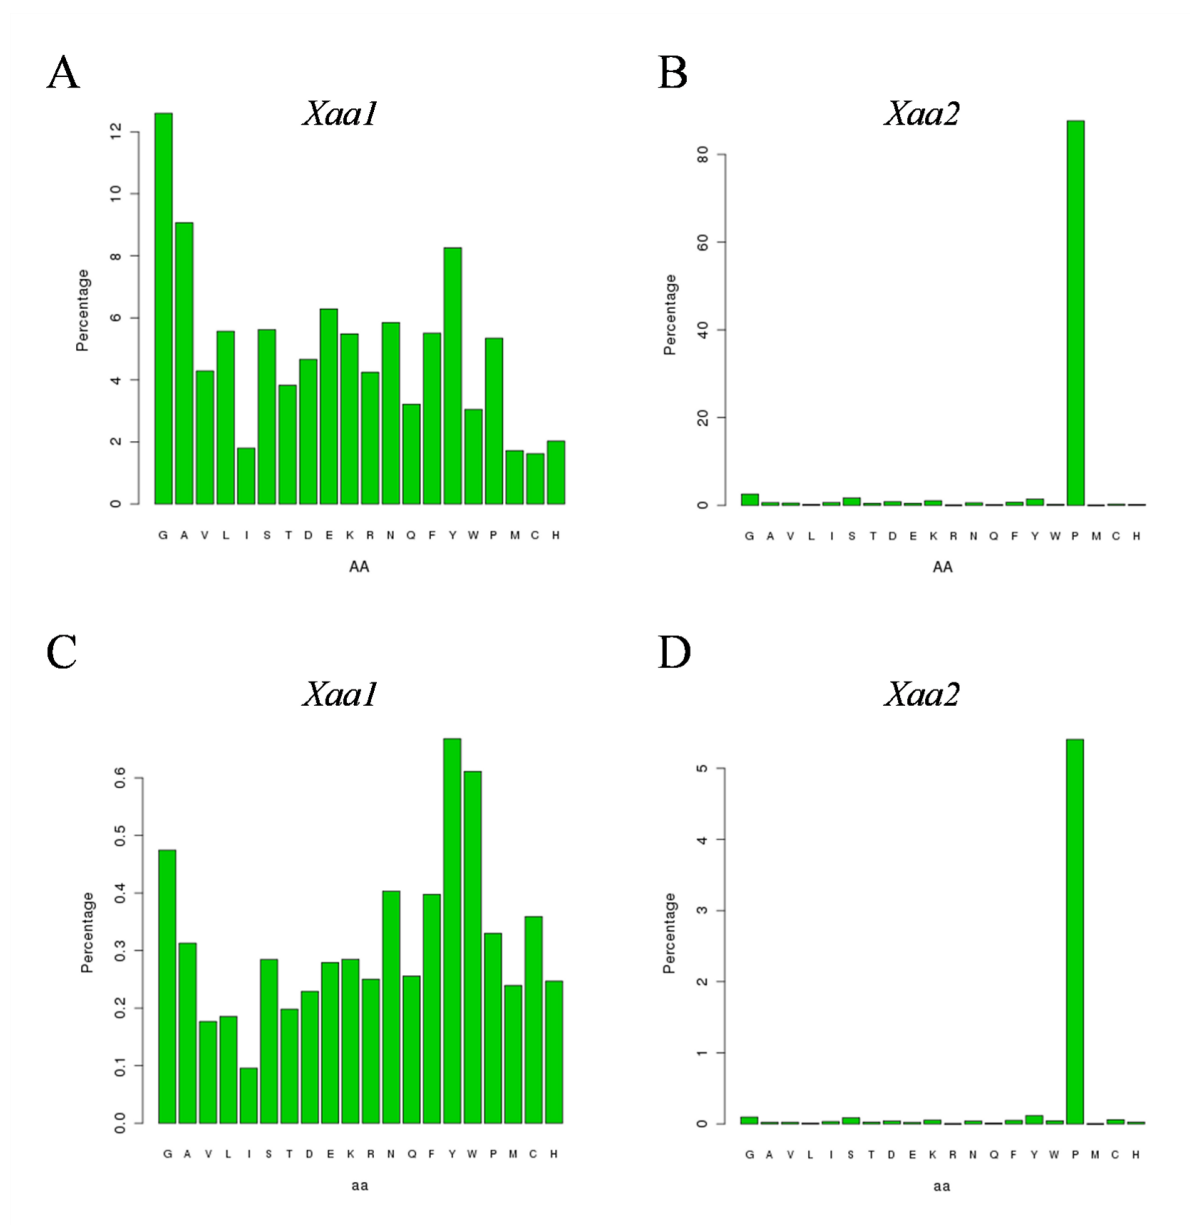 A
Xaa1
Percentage
12
10
8
6
4
2
0
G A V L I S T D E K R N Q F Y W P M C H
AA
B
Xaa2
Percentage
80
60
40
20
0
G A V L I S T D E K R N Q F Y W P M C H
AA
C
Xaa1
Percentage
0.6
0.5
0.4
0.3
0.2
0.1
0.0
G A V L I S T D E K R N Q F Y W P M C H
aa
D
Xaa2
Percentage
5
4
3
2
1
0
G A V L I S T D E K R N Q F Y W P M C H
aa